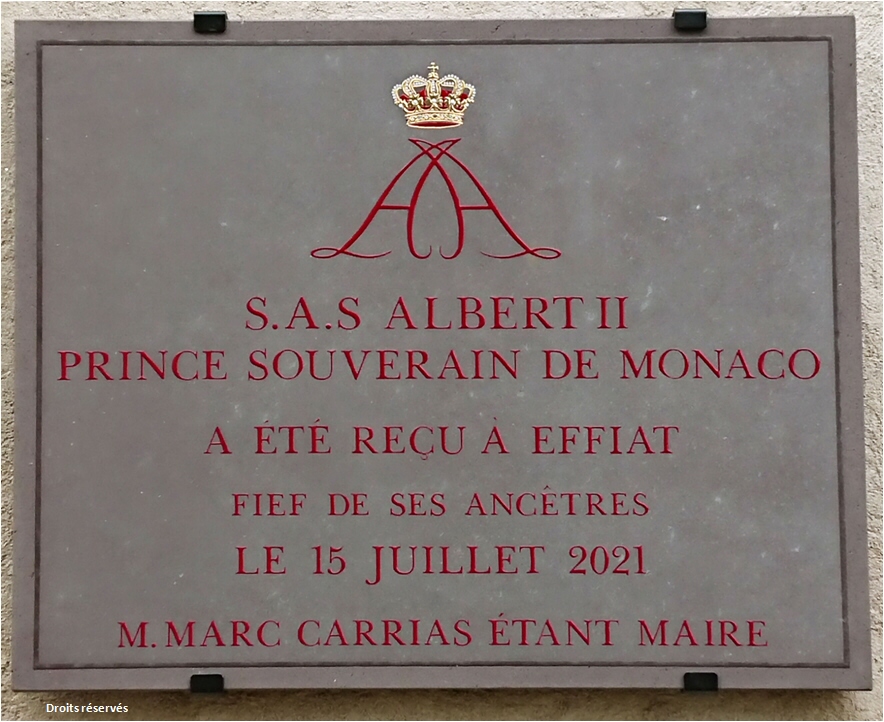 S.A.S ALBERT II
PRINCE SOUVERAIN DE MONACO
A ÉTÉ REÇU À EFFIAT
FIEF DE SES ANCÊTRES
LE 15 JUILLET 2021
M. MARC CARRIAS ÉTANT MAIRE
Droits réservés